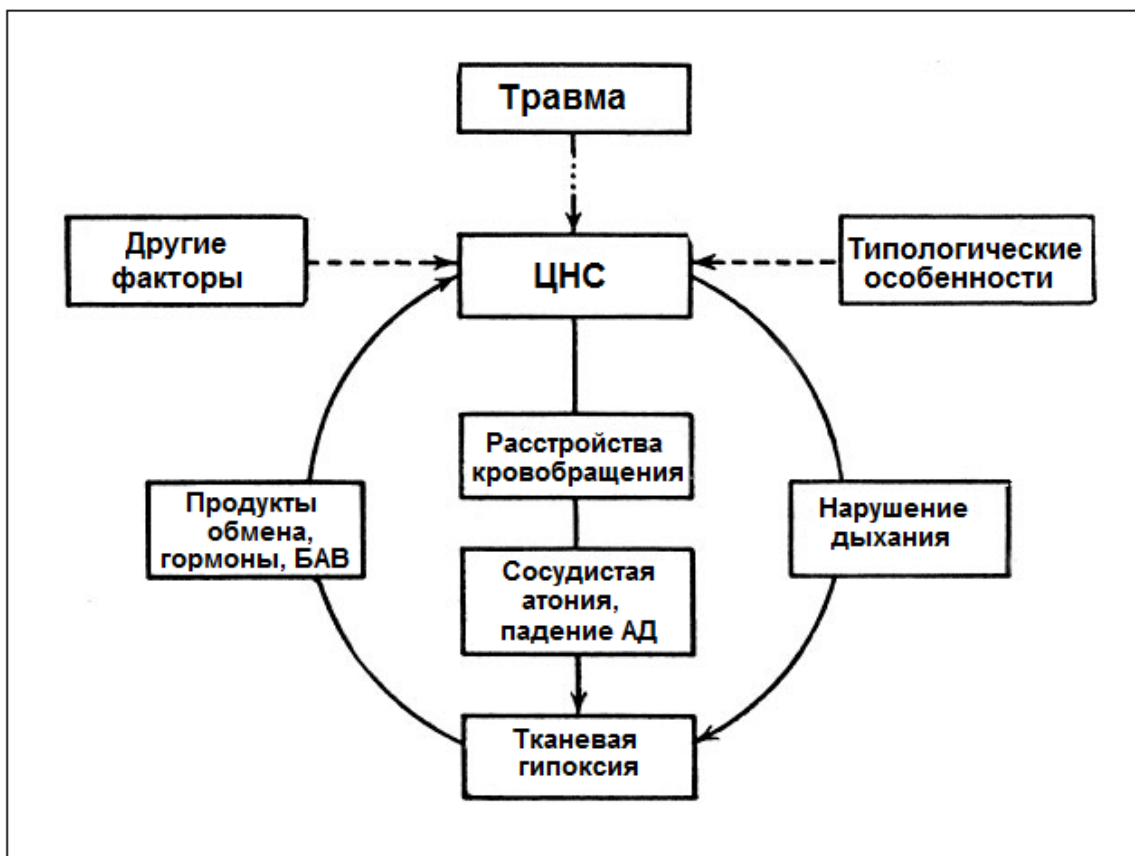 Травма
Другие
факторы
ЦНС
Типологические
особенности
Расстройства
кровобращения
Продукты
обмена,
гормоны, БАВ
Нарушение
дыхания
Сосудистая
атония,
падение АД
Тканевая
гипоксия